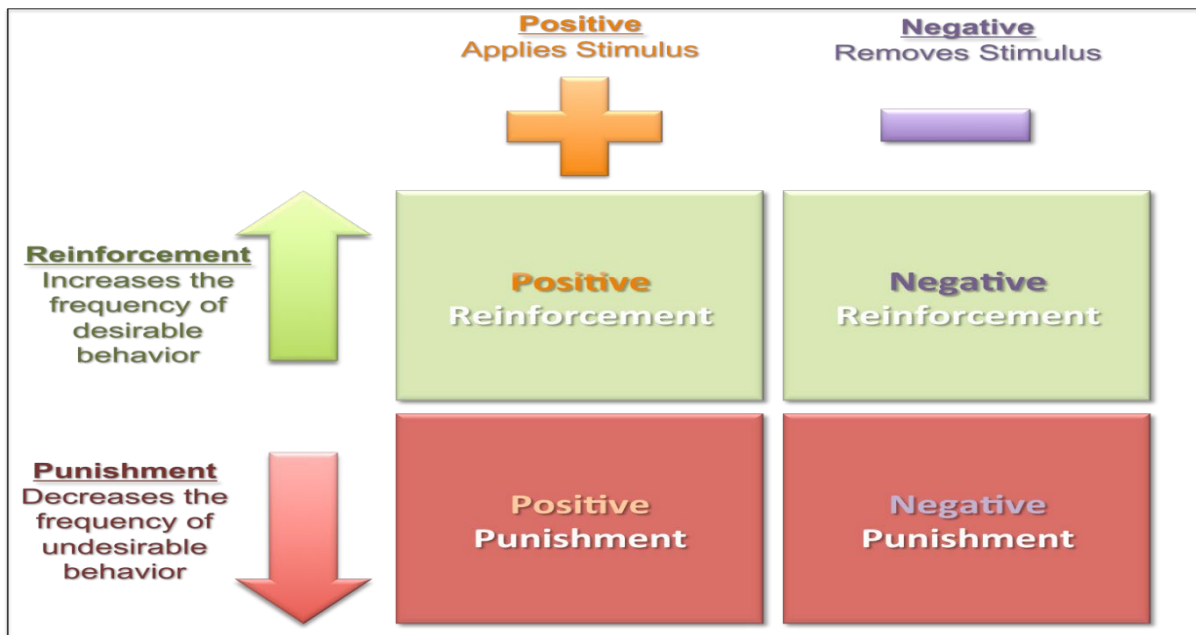 Positive
Applies Stimulus
Negative
Removes Stimulus
Reinforcement
Increases the
frequency of
desirable
behavior
Positive
Reinforcement
Negative
Reinforcement
Punishment
Decreases the
frequency of
undesirable
behavior
Positive
Punishment
Negative
Punishment